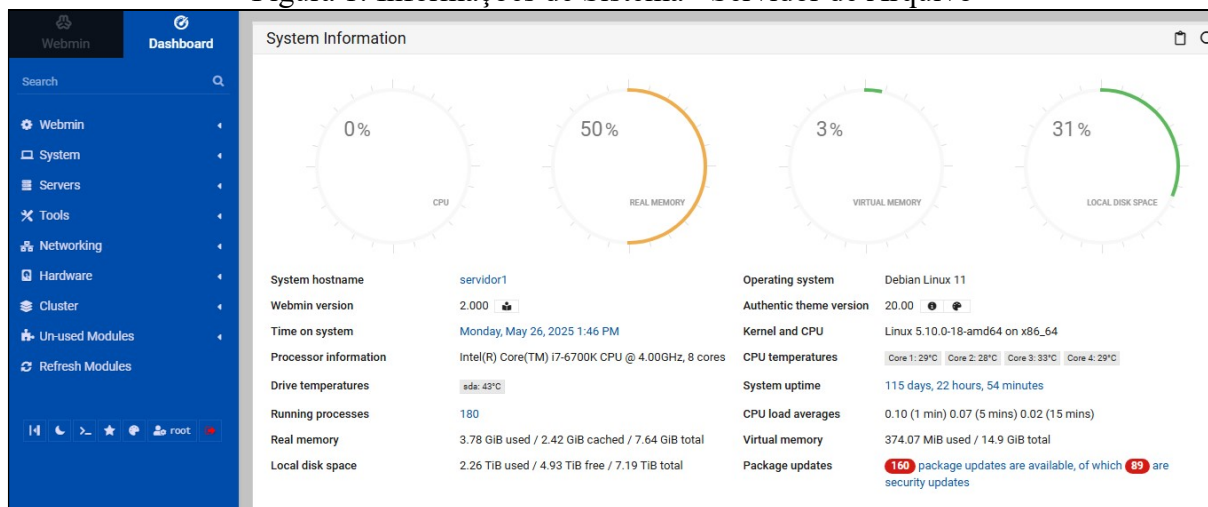 Figura 1: Informações do Sistema - Servidor de Arquivo
Webmin
Dashboard
Search
Webmin
System
Servers
Tools
Networking
Hardware
Cluster
Un-used Modules
Refresh Modules
root
System Information
0%
CPU
50%
REAL MEMORY
3%
VIRTUAL MEMORY
31%
LOCAL DISK SPACE
System hostname servidor1 Operating system Debian Linux 11
Webmin version 2.000 Authentic theme version 20.00
Time on system Monday, May 26, 2025 1:46 PM Kernel and CPU Linux 5.10.0-18-amd64 on x86_64
Processor information Intel(R) Core(TM) i7-6700K CPU @ 4.00GHz, 8 cores CPU temperatures Core 1: 29°C Core 2: 28°C Core 3: 33°C Core 4: 29°C
Drive temperatures sda: 43°C System uptime 115 days, 22 hours, 54 minutes
Running processes 180 CPU load averages 0.10 (1 min) 0.07 (5 mins) 0.02 (15 mins)
Real memory 3.78 GiB used / 2.42 GiB cached / 7.64 GiB total Virtual memory 374.07 MiB used / 14.9 GiB total
Local disk space 2.26 TiB used / 4.93 TiB free / 7.19 TiB total Package updates 160 package updates are available, of which 89 are
security updates